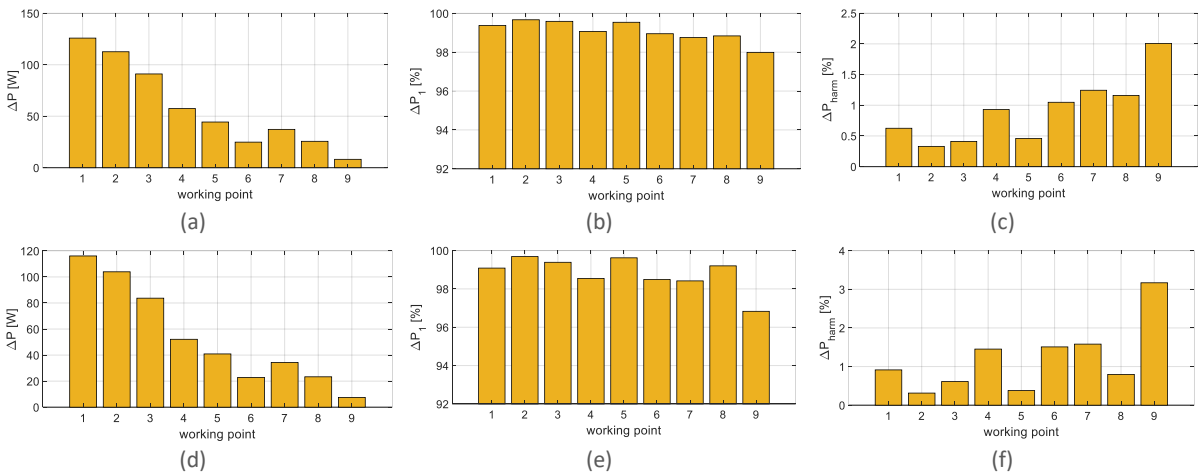 150
100
50
0
ΔP [W]
1 2 3 4 5 6 7 8 9
working point
(a)
100
98
96
94
92
ΔP1 [%]
1 2 3 4 5 6 7 8 9
working point
(b)
2.5
2
1.5
1
0.5
0
ΔPharm [%]
1 2 3 4 5 6 7 8 9
working point
(c)
120
100
80
60
40
20
0
ΔP [W]
1 2 3 4 5 6 7 8 9
working point
(d)
100
98
96
94
92
ΔP1 [%]
1 2 3 4 5 6 7 8 9
working point
(e)
4
3
2
1
0
ΔPharm [%]
1 2 3 4 5 6 7 8 9
working point
(f)